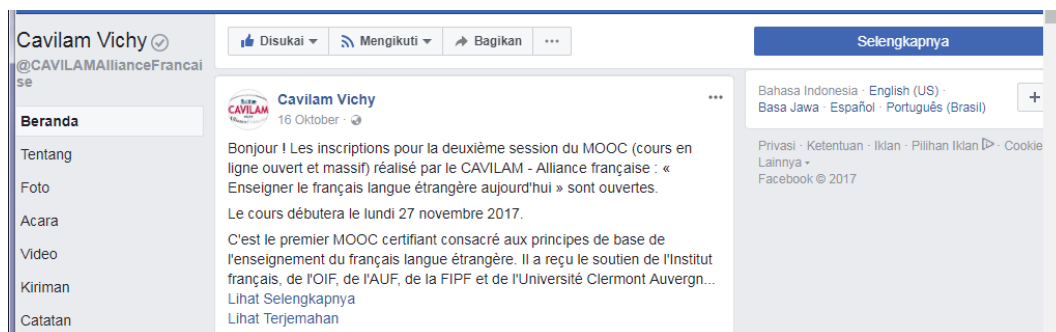 Cavilam Vichy
@CAVILAMAllianceFrancai
se
Beranda
Tentang
Foto
Acara
Video
Kiriman
Catatan
Disukai Mengikuti Bagikan
Cavilam Vichy
16 Oktober ·
Bonjour ! Les inscriptions pour la deuxième session du MOOC (cours en
ligne ouvert et massif) réalisé par le CAVILAM - Alliance française : «
Enseigner le français langue étrangère aujourd'hui » sont ouvertes.
Le cours débutera le lundi 27 novembre 2017.
C'est le premier MOOC certifiant consacré aux principes de base de
l'enseignement du français langue étrangère. Il a reçu le soutien de l'Institut
français, de l'OIF, de l'AUF, de la FIPF et de l'Université Clermont Auvergn...
Lihat Selengkapnya
Lihat Terjemahan
CAVILAM
Selengkapnya
Bahasa Indonesia · English (US) ·
Basa Jawa · Español · Português (Brasil)
Privasi · Ketentuan · Iklan · Pilihan Iklan · Cookie
Lainnya
Facebook © 2017